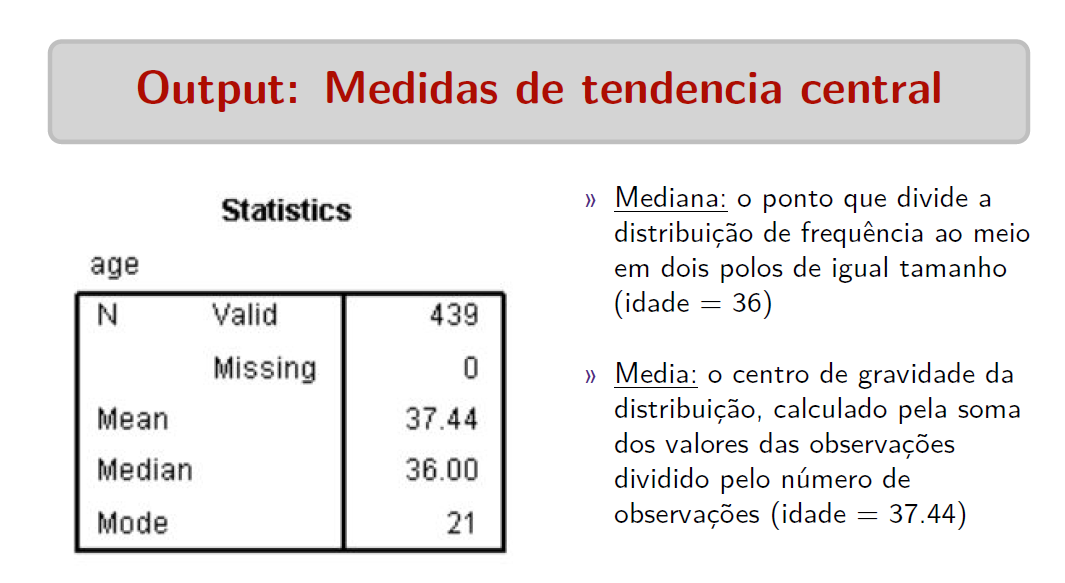 Output: Medidas de tendencia central
Statistics
age
N Valid 439
Missing 0
Mean 37.44
Median 36.00
Mode 21
» Mediana: o ponto que divide a
distribuição de frequência ao meio
em dois polos de igual tamanho
(idade = 36)
» Media: o centro de gravidade da
distribuição, calculado pela soma
dos valores das observações
dividido pelo número de
observações (idade = 37.44)